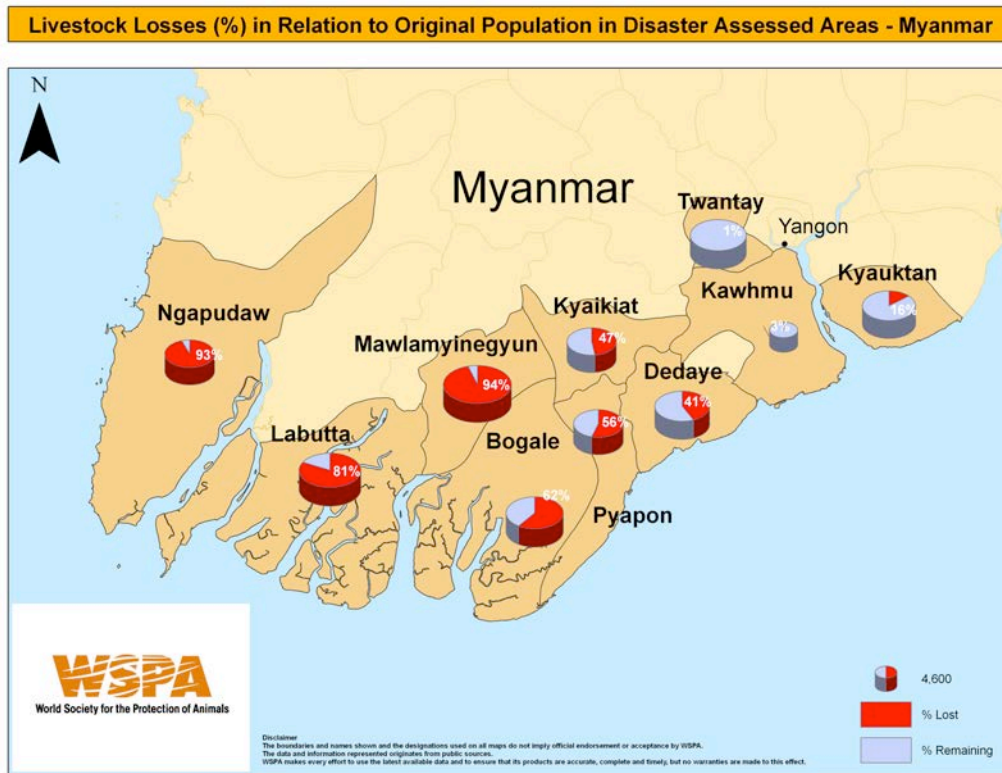 Livestock Losses (%) in Relation to Original Population in Disaster Assessed Areas - Myanmar
N
Myanmar
Twantay
1%
Yangon
Kyauktan
16%
Kawhmu
3%
Ngapudaw
93%
Kyaikiat
47%
Mawlamyinegyun
94%
Dedaye
41%
Labutta
81%
Bogale
56%
62%
Pyapon
WSPA
World Society for the Protection of Animals
4,600
% Lost
% Remaining
Disclaimer
The boundaries and names shown and the designations used on all maps do not imply official endorsement or acceptance by WSPA.
The data and information represented originates from public sources.
WSPA makes every effort to use the latest available data and to ensure that its products are accurate, complete and timely, but no warranties are made to this effect.